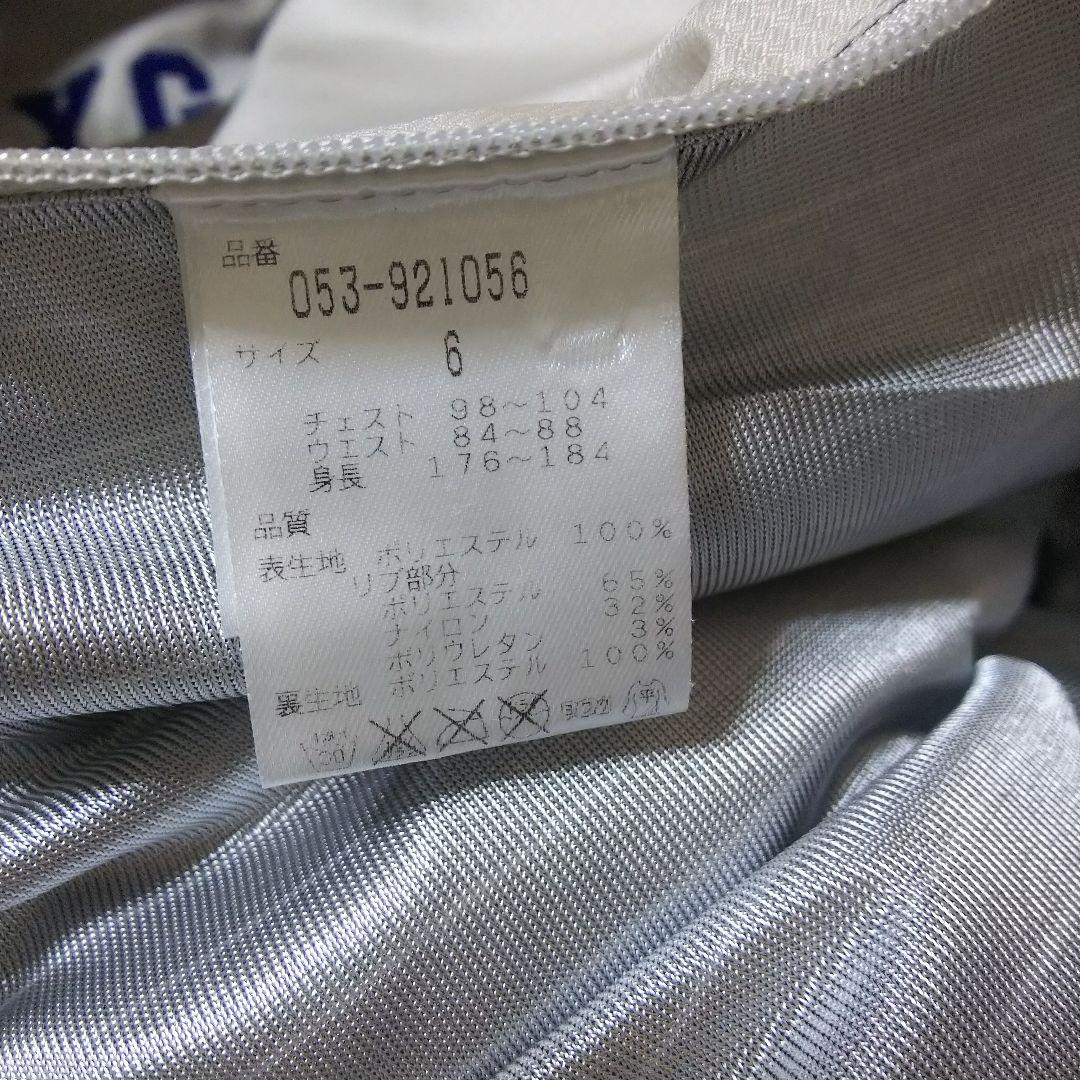 品番
053-921056
サイズ 6
チェスト 98～104
ウエスト 84～88
身長 176～184
品質
表生地 ポリエステル 100%
リブ部分
ポリエステル 65%
ナイロン 32%
ポリウレタン 3%
裏生地 ポリエステル 100%
平